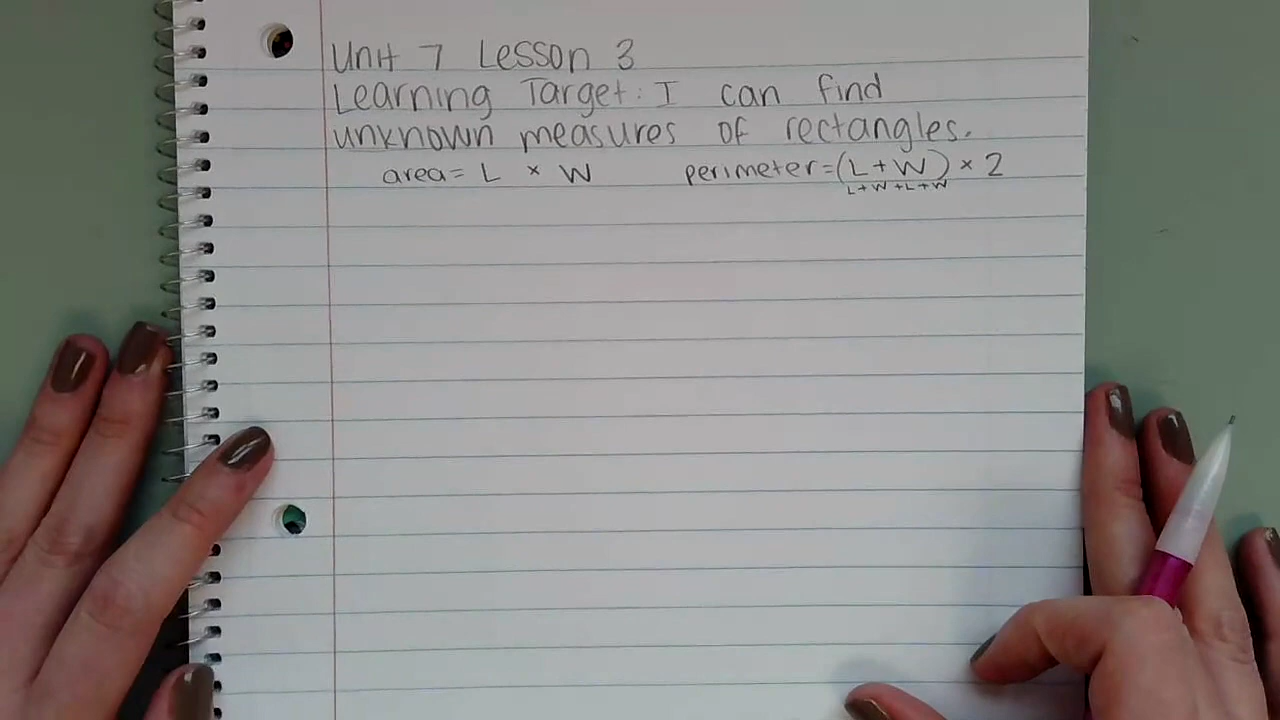 Unit 7 Lesson 3
Learning Target: I can find
unknown measures of rectangles.
area = L × W perimeter = (L + W) × 2
L + W + L + W